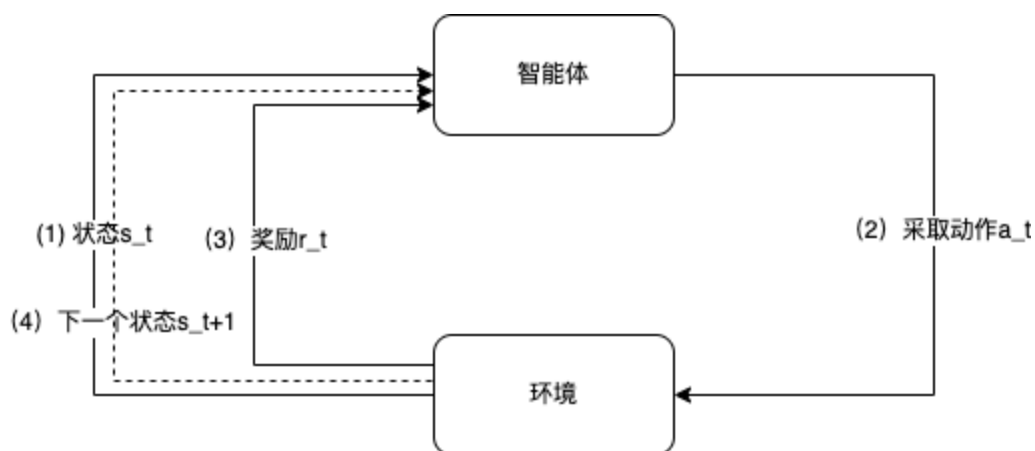 智能体
(1) 状态s_t
（3）奖励r_t
（2）采取动作a_t
（4）下一个状态s_t+1
环境